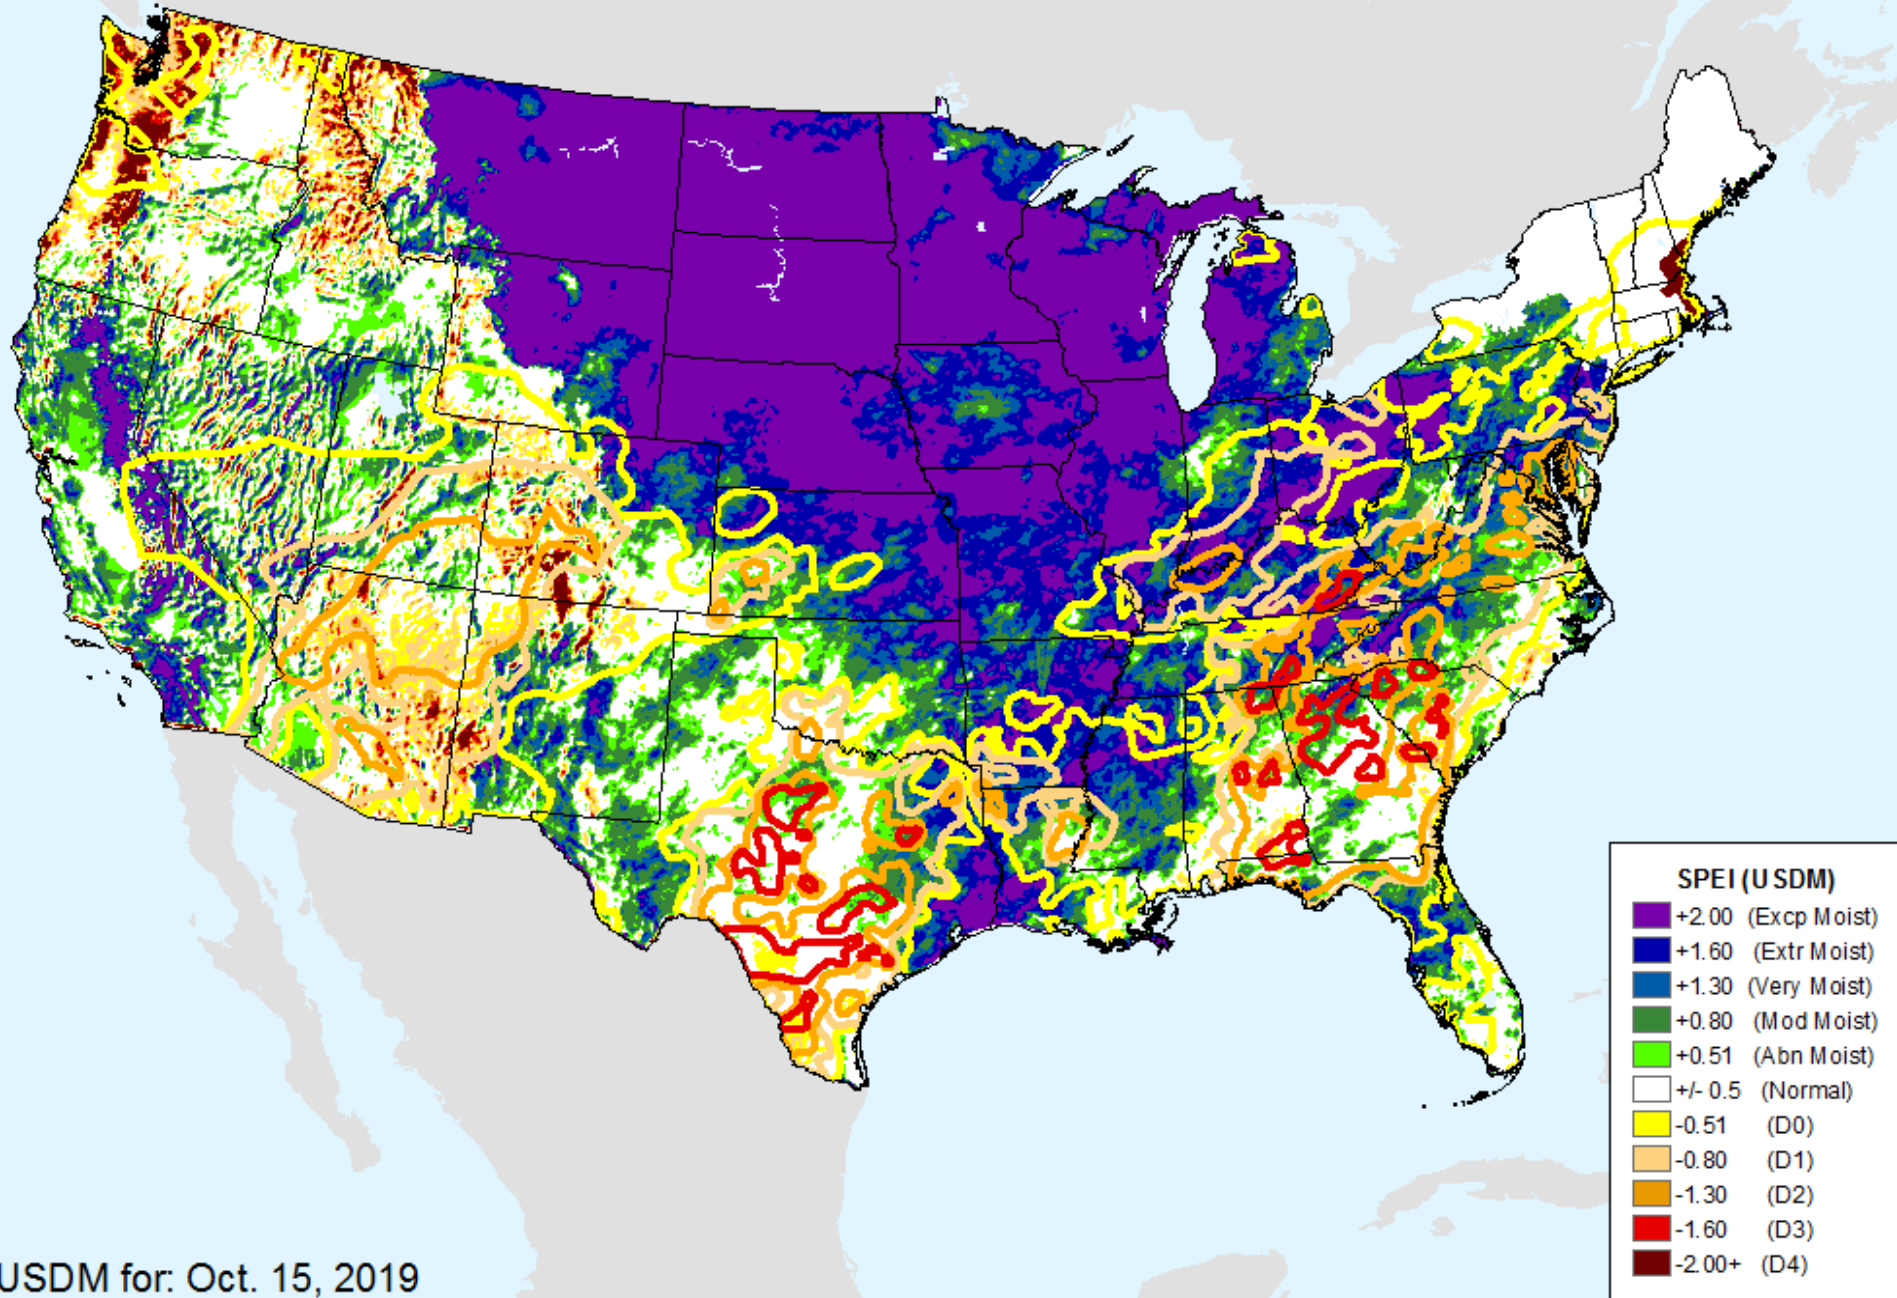 SPEI (USDM)
+2.00 (Excp Moist)
+1.60 (Extr Moist)
+1.30 (Very Moist)
+0.80 (Mod Moist)
+0.51 (Abn Moist)
+/- 0.5 (Normal)
-0.51 (D0)
-0.80 (D1)
-1.30 (D2)
-1.60 (D3)
-2.00+ (D4)
USDM for: Oct. 15, 2019